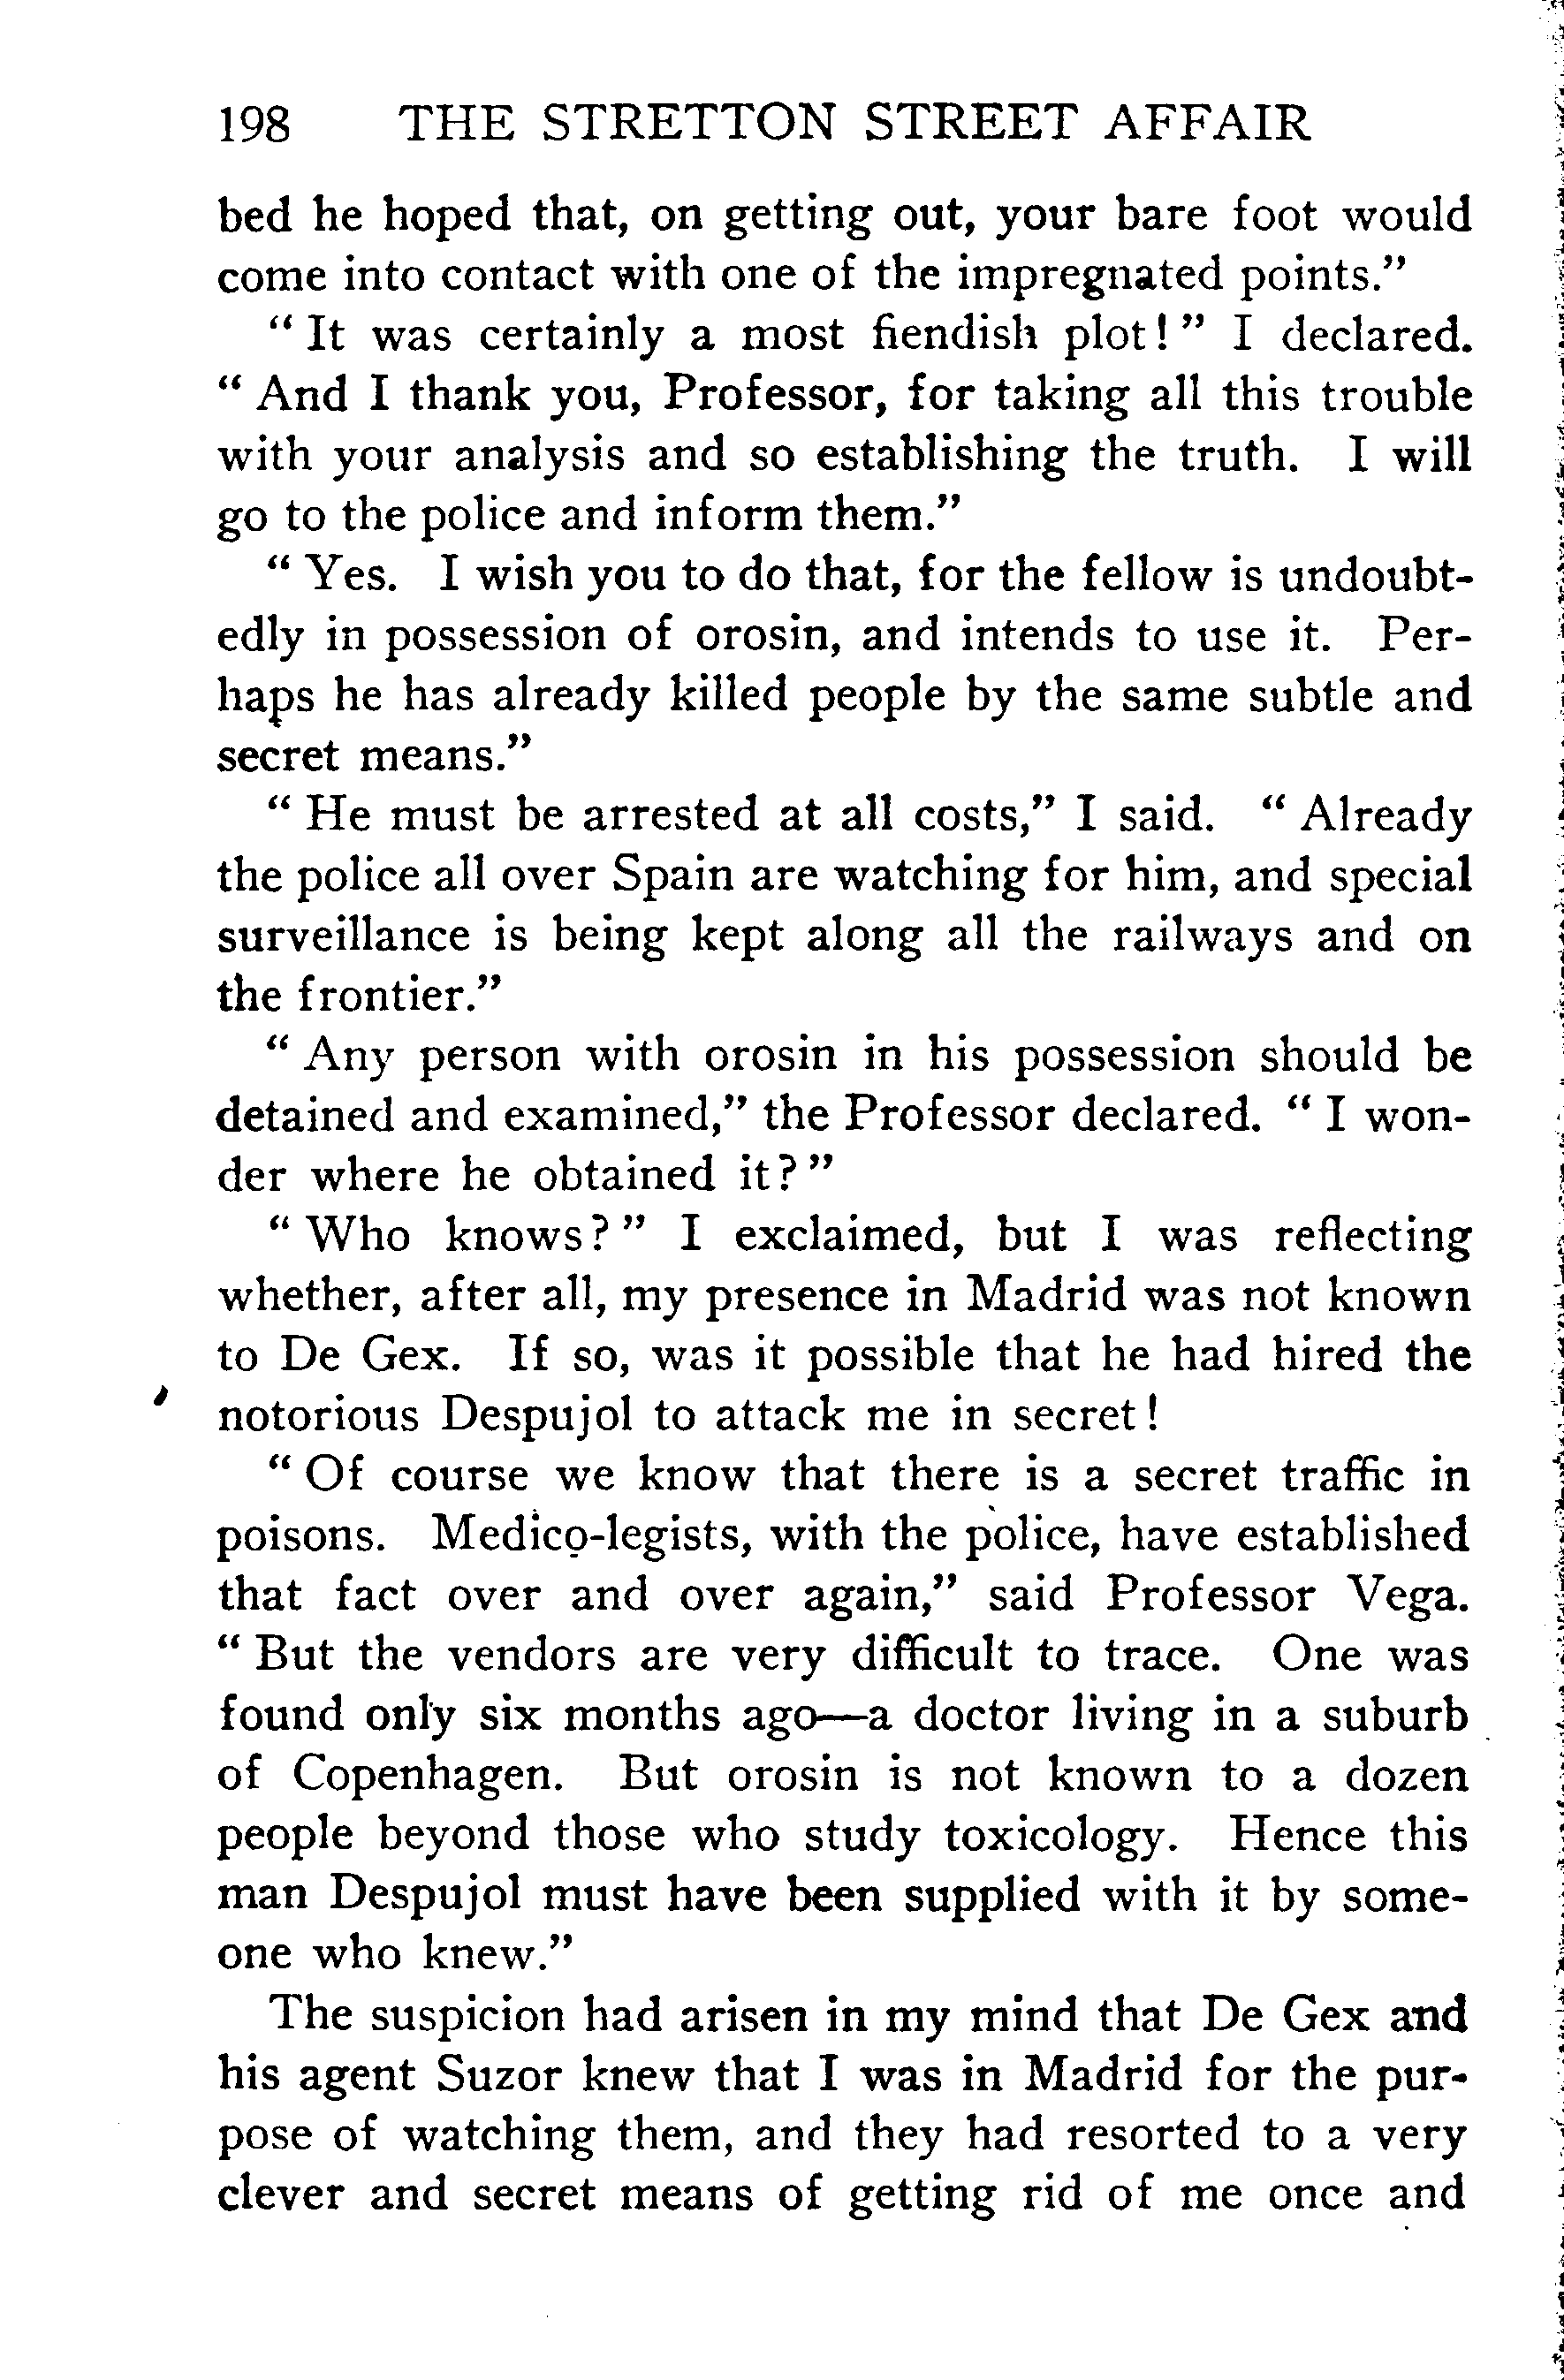 198 THE STRETTON STREET AFFAIR
bed he hoped that, on getting out, your bare foot would
come into contact with one of the impregnated points."
"It was certainly a most fiendish plot!" I declared.
"And I thank you, Professor, for taking all this trouble
with your analysis and so establishing the truth. I will
go to the police and inform them."
"Yes. I wish you to do that, for the fellow is undoubt-
edly in possession of orosin, and intends to use it. Per-
haps he has already killed people by the same subtle and
secret means."
"He must be arrested at all costs," I said. "Already
the police all over Spain are watching for him, and special
surveillance is being kept along all the railways and on
the frontier."
"Any person with orosin in his possession should be
detained and examined," the Professor declared. "I won-
der where he obtained it?"
"Who knows?" I exclaimed, but I was reflecting
whether, after all, my presence in Madrid was not known
to De Gex. If so, was it possible that he had hired the
notorious Despujol to attack me in secret!
"Of course we know that there is a secret traffic in
poisons. Medico-legists, with the police, have established
that fact over and over again," said Professor Vega.
"But the vendors are very difficult to trace. One was
found only six months ago—a doctor living in a suburb
of Copenhagen. But orosin is not known to a dozen
people beyond those who study toxicology. Hence this
man Despujol must have been supplied with it by some-
one who knew."
The suspicion had arisen in my mind that De Gex and
his agent Suzor knew that I was in Madrid for the pur-
pose of watching them, and they had resorted to a very
clever and secret means of getting rid of me once and